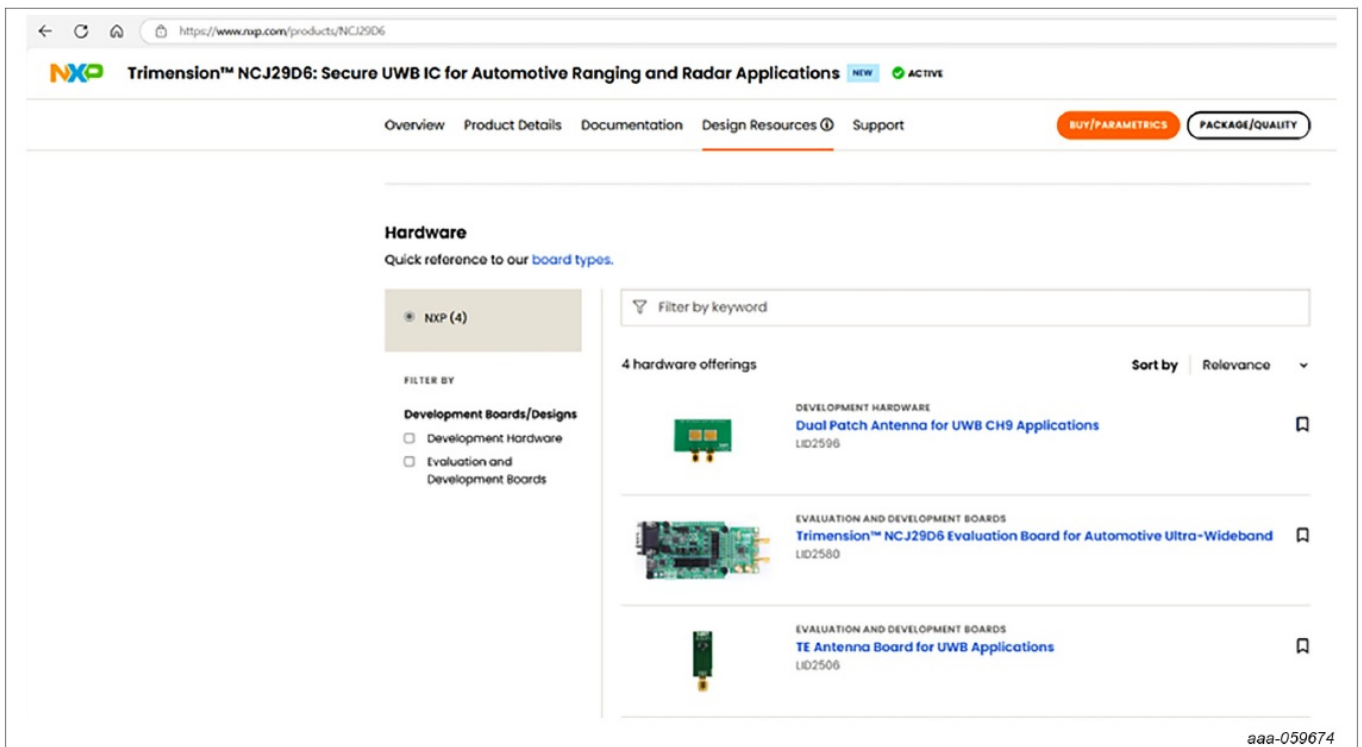 https://www.nxp.com/products/NCJ29D6
NXP Trimension™ NCJ29D6: Secure UWB IC for Automotive Ranging and Radar Applications NEW ACTIVE
Overview Product Details Documentation Design Resources Support BUY/PARAMETRICS PACKAGE/QUALITY
Hardware
Quick reference to our board types.
NXP (4)
Filter by keyword
4 hardware offerings Sort by Relevance
FILTER BY
Development Boards/Designs
Development Hardware
Evaluation and
Development Boards
DEVELOPMENT HARDWARE
Dual Patch Antenna for UWB CH9 Applications
LID2596
EVALUATION AND DEVELOPMENT BOARDS
Trimension™ NCJ29D6 Evaluation Board for Automotive Ultra-Wideband
LID2580
EVALUATION AND DEVELOPMENT BOARDS
TE Antenna Board for UWB Applications
LID2506
aaa-059674